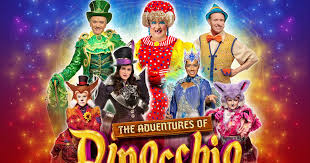 THE ADVENTURES OF
Pinocchio